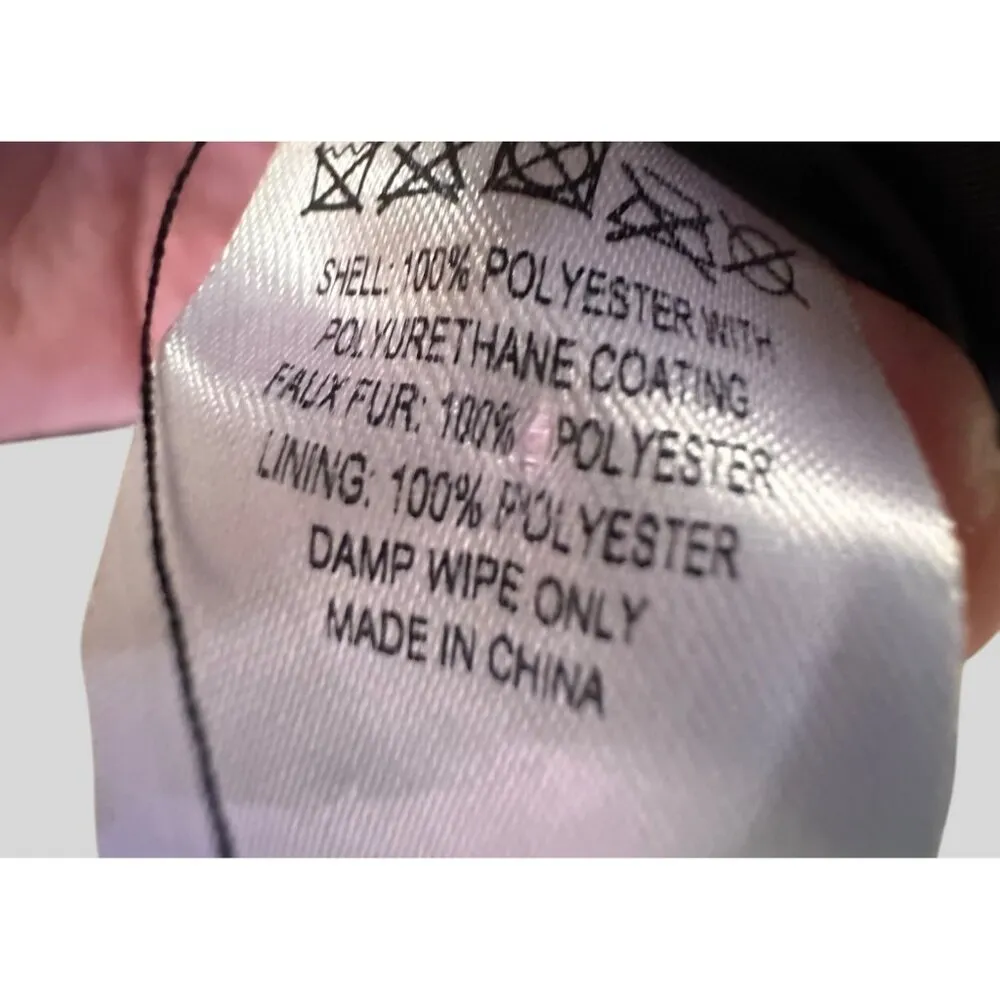 SHELL: 100% POLYESTER WITH
POLYURETHANE COATING
FAUX FUR: 100% POLYESTER
LINING: 100% POLYESTER
DAMP WIPE ONLY
MADE IN CHINA